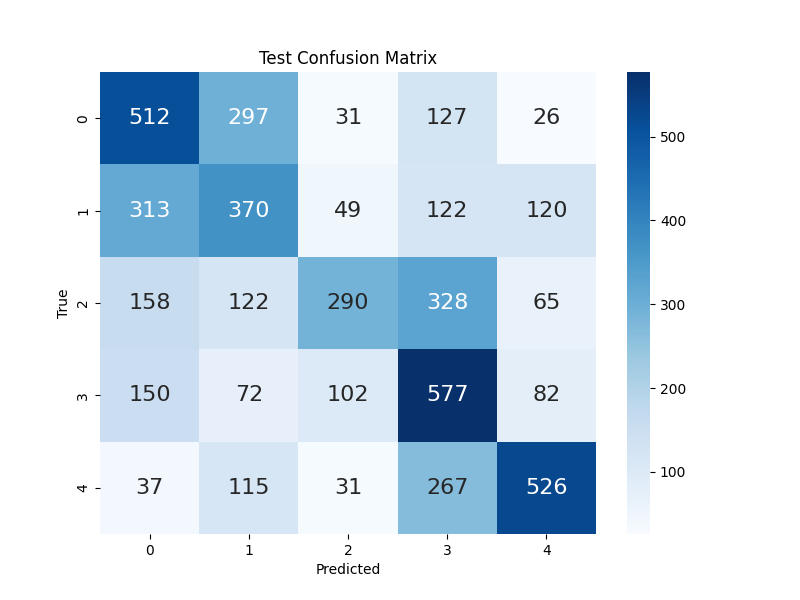 Test Confusion Matrix
0 512 297 31 127 26
1 313 370 49 122 120
2 158 122 290 328 65
3 150 72 102 577 82
4 37 115 31 267 526
0 1 2 3 4
True
Predicted
500
400
300
200
100